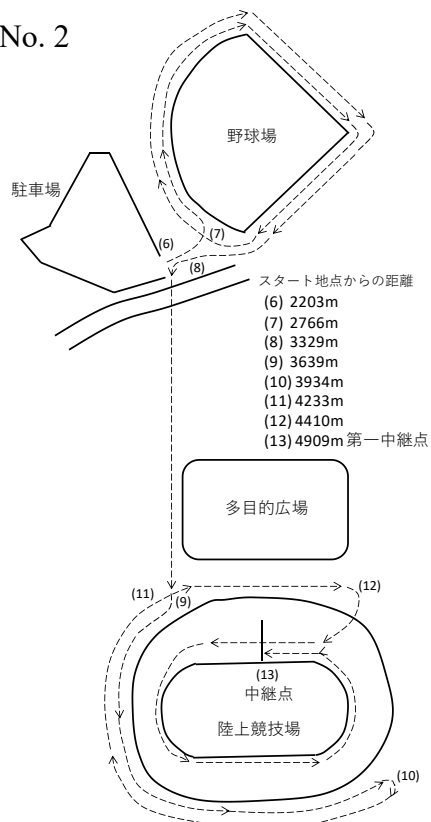 No. 2
野球場
駐車場
(6)
(7)
(8)
スタート地点からの距離
(6) 2203m
(7) 2766m
(8) 3329m
(9) 3639m
(10) 3934m
(11) 4233m
(12) 4410m
(13) 4909m 第一中継点
多目的広場
(11)
(9)
(12)
(13)
中継点
陸上競技場
(10)